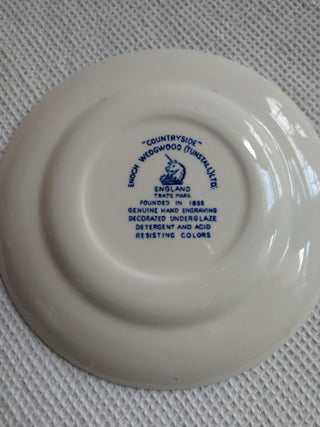 "COUNTRYSIDE"
ENOCH WEDGWOOD (TUNSTALL) LTD.
ENGLAND
TRADE MARK
FOUNDED IN 1835
GENUINE HAND ENGRAVING
DECORATED UNDERGLAZE
DETERGENT AND ACID
RESISTING COLORS